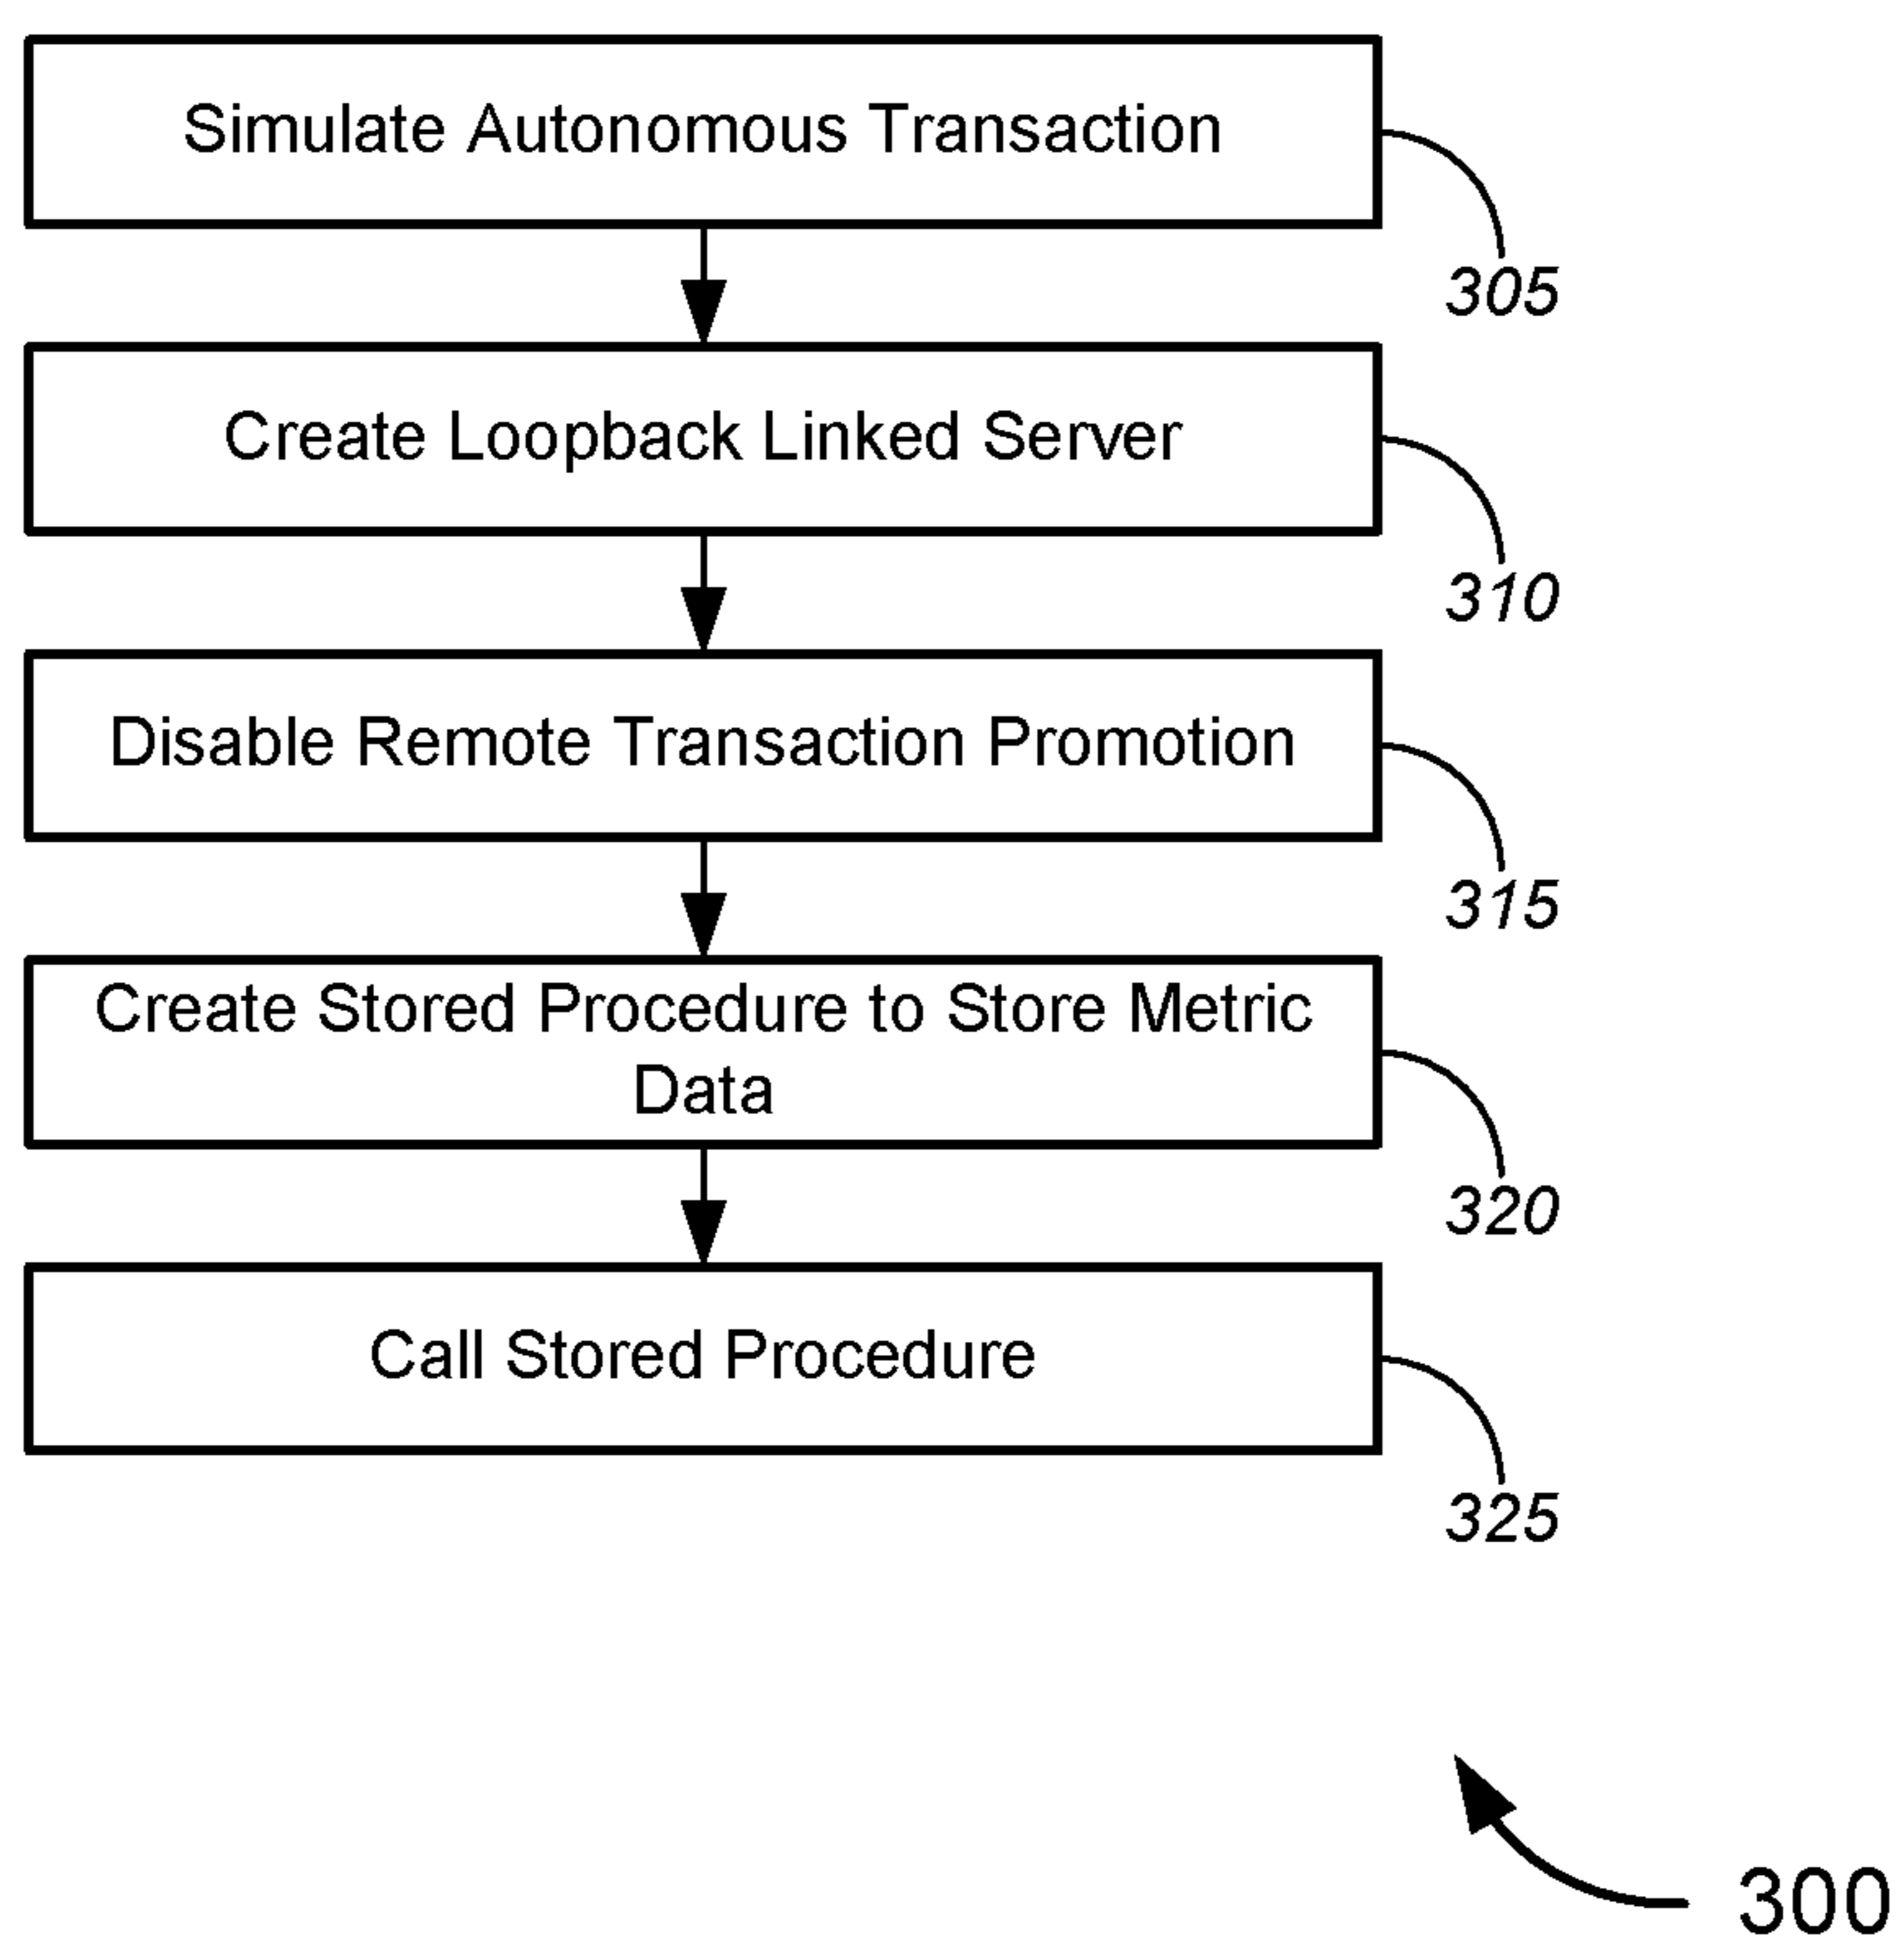 Simulate Autonomous Transaction
305
Create Loopback Linked Server
310
Disable Remote Transaction Promotion
315
Create Stored Procedure to Store Metric
Data
320
Call Stored Procedure
325
300